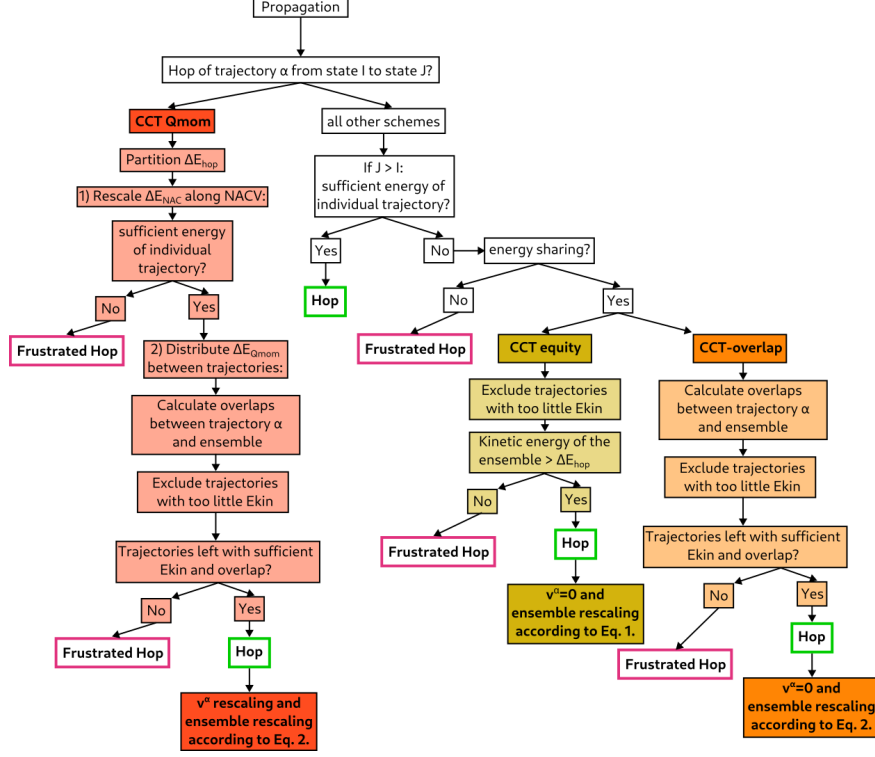 Propagation
Hop of trajectory α from state I to state J?
CCT Qmom
Partition ΔEhop
1) Rescale ΔENAC along NACV:
sufficient energy
of individual
trajectory?
No
Yes
Frustrated Hop
2) Distribute ΔEQmom
between trajectories:
Calculate overlaps
between trajectory α
and ensemble
Exclude trajectories
with too little Ekin
Trajectories left with sufficient
Ekin and overlap?
No
Yes
Frustrated Hop
Hop
vα rescaling and
ensemble rescaling
according to Eq. 2.
all other schemes
If J > I:
sufficient energy of
individual trajectory?
Yes
No
Hop
energy sharing?
No
Yes
Frustrated Hop
CCT equity
Exclude trajectories
with too little Ekin
Kinetic energy of the
ensemble > ΔEhop
No
Yes
Frustrated Hop
Hop
vα=0 and
ensemble rescaling
according to Eq. 1.
CCT-overlap
Calculate overlaps
between trajectory α
and ensemble
Exclude trajectories
with too little Ekin
Trajectories left with sufficient
Ekin and overlap?
No
Yes
Frustrated Hop
Hop
vα=0 and
ensemble rescaling
according to Eq. 2.